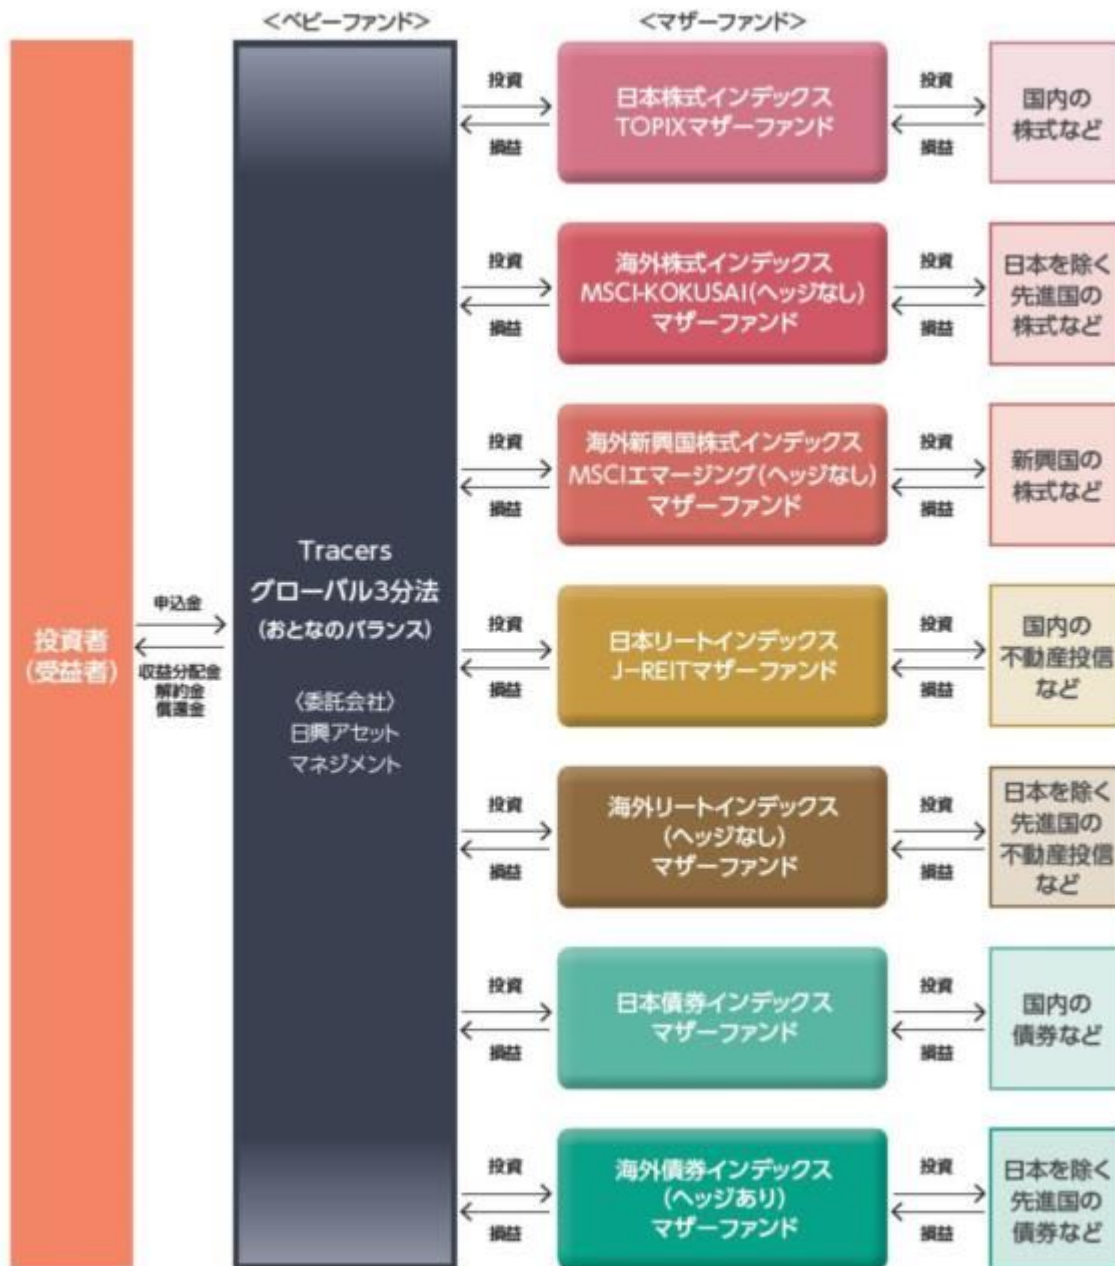 <ベビーファンド>
<マザーファンド>
投資者
(受益者)
申込金
収益分配金
解約金
償還金
Tracers
グローバル3分法
(おとなのバランス)
〈委託会社〉
日興アセット
マネジメント
投資
損益
日本株式インデックス
TOPIXマザーファンド
投資
損益
国内の
株式など
投資
損益
海外株式インデックス
MSCI-KOKUSAI(ヘッジなし)
マザーファンド
投資
損益
日本を除く
先進国の
株式など
投資
損益
海外新興国株式インデックス
MSCIエマージング(ヘッジなし)
マザーファンド
投資
損益
新興国の
株式など
投資
損益
日本リートインデックス
J-REITマザーファンド
投資
損益
国内の
不動産投信
など
投資
損益
海外リートインデックス
(ヘッジなし)
マザーファンド
投資
損益
日本を除く
先進国の
不動産投信
など
投資
損益
日本債券インデックス
マザーファンド
投資
損益
国内の
債券など
投資
損益
海外債券インデックス
(ヘッジあり)
マザーファンド
投資
損益
日本を除く
先進国の
債券など